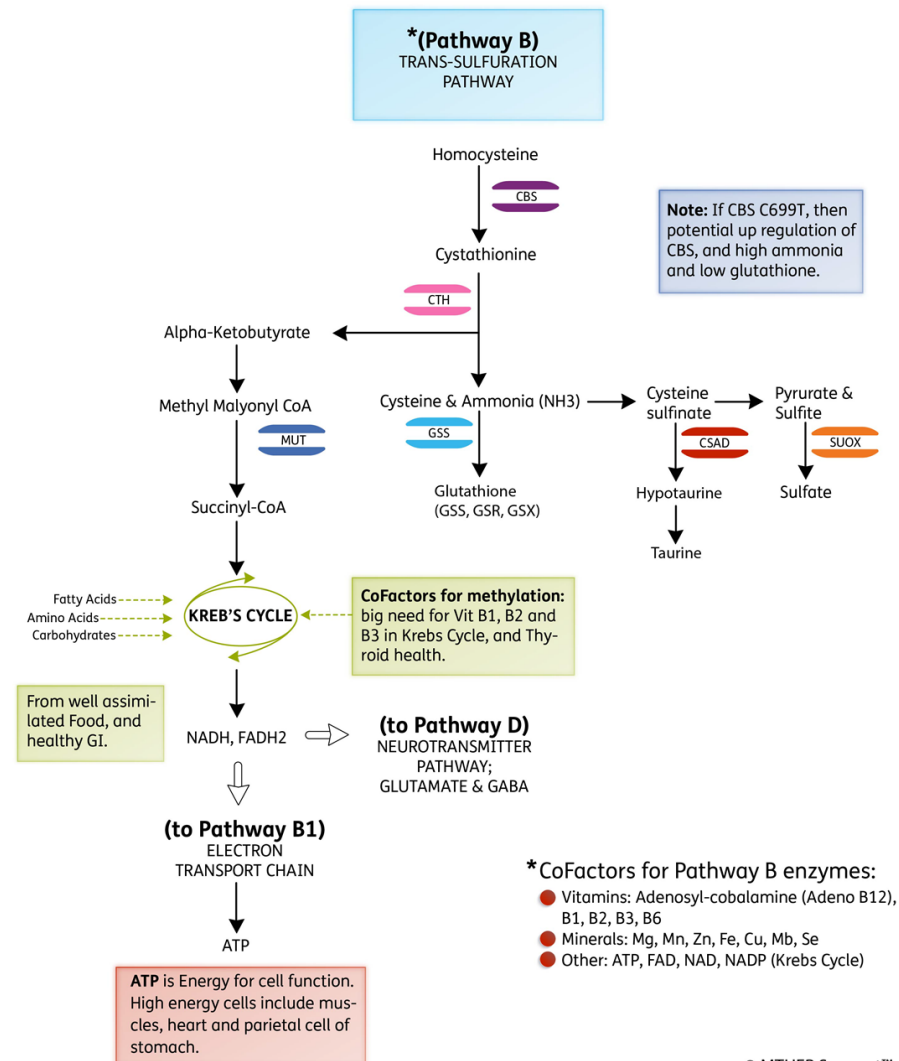 *(Pathway B)
TRANS-SULFURATION
PATHWAY
Homocysteine
CBS
Note: If CBS C699T, then
potential up regulation of
CBS, and high ammonia
and low glutathione.
Cystathionine
CTH
Alpha-Ketobutyrate
Methyl Malyonyl CoA
Cysteine & Ammonia (NH3)
Cysteine
sulfinate
Pyrurate &
Sulfite
MUT
GSS
CSAD
SUOX
Succinyl-CoA
Glutathione
(GSS, GSR, GSX)
Hypotaurine
Sulfate
Taurine
Fatty Acids
Amino Acids
Carbohydrates
KREB'S CYCLE
CoFactors for methylation:
big need for Vit B1, B2 and
B3 in Krebs Cycle, and Thy-
roid health.
From well assimi-
lated Food, and
healthy GI.
NADH, FADH2
(to Pathway D)
NEUROTRANSMITTER
PATHWAY;
GLUTAMATE & GABA
(to Pathway B1)
ELECTRON
TRANSPORT CHAIN
ATP
ATP is Energy for cell function.
High energy cells include mus-
cles, heart and parietal cell of
stomach.
*CoFactors for Pathway B enzymes:
Vitamins: Adenosyl-cobalamine (Adeno B12),
B1, B2, B3, B6
Minerals: Mg, Mn, Zn, Fe, Cu, Mb, Se
Other: ATP, FAD, NAD, NADP (Krebs Cycle)